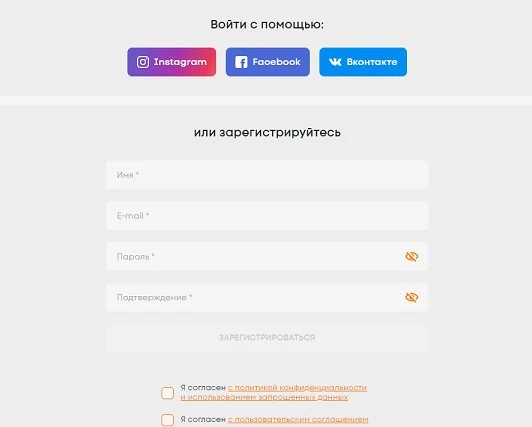 Войти с помощью:
Instagram Facebook Вконтакте
или зарегистрируйтесь
Имя *
E-mail *
Пароль *
Подтверждение *
ЗАРЕГИСТРИРОВАТЬСЯ
Я согласен с политикой конфиденциальности
и использованием запрошенных данных
Я согласен с пользовательским соглашением